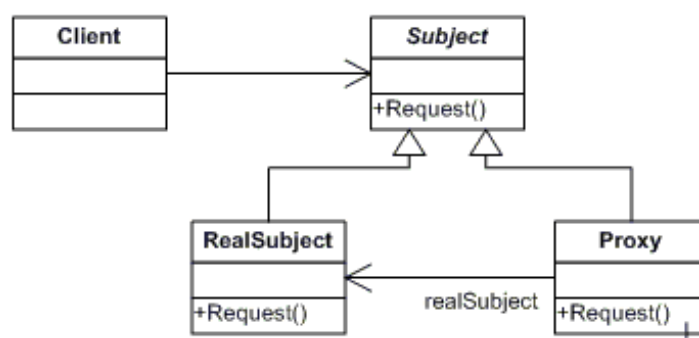 Client
Subject
+Request()
RealSubject
Proxy
realSubject
+Request()
+Request()